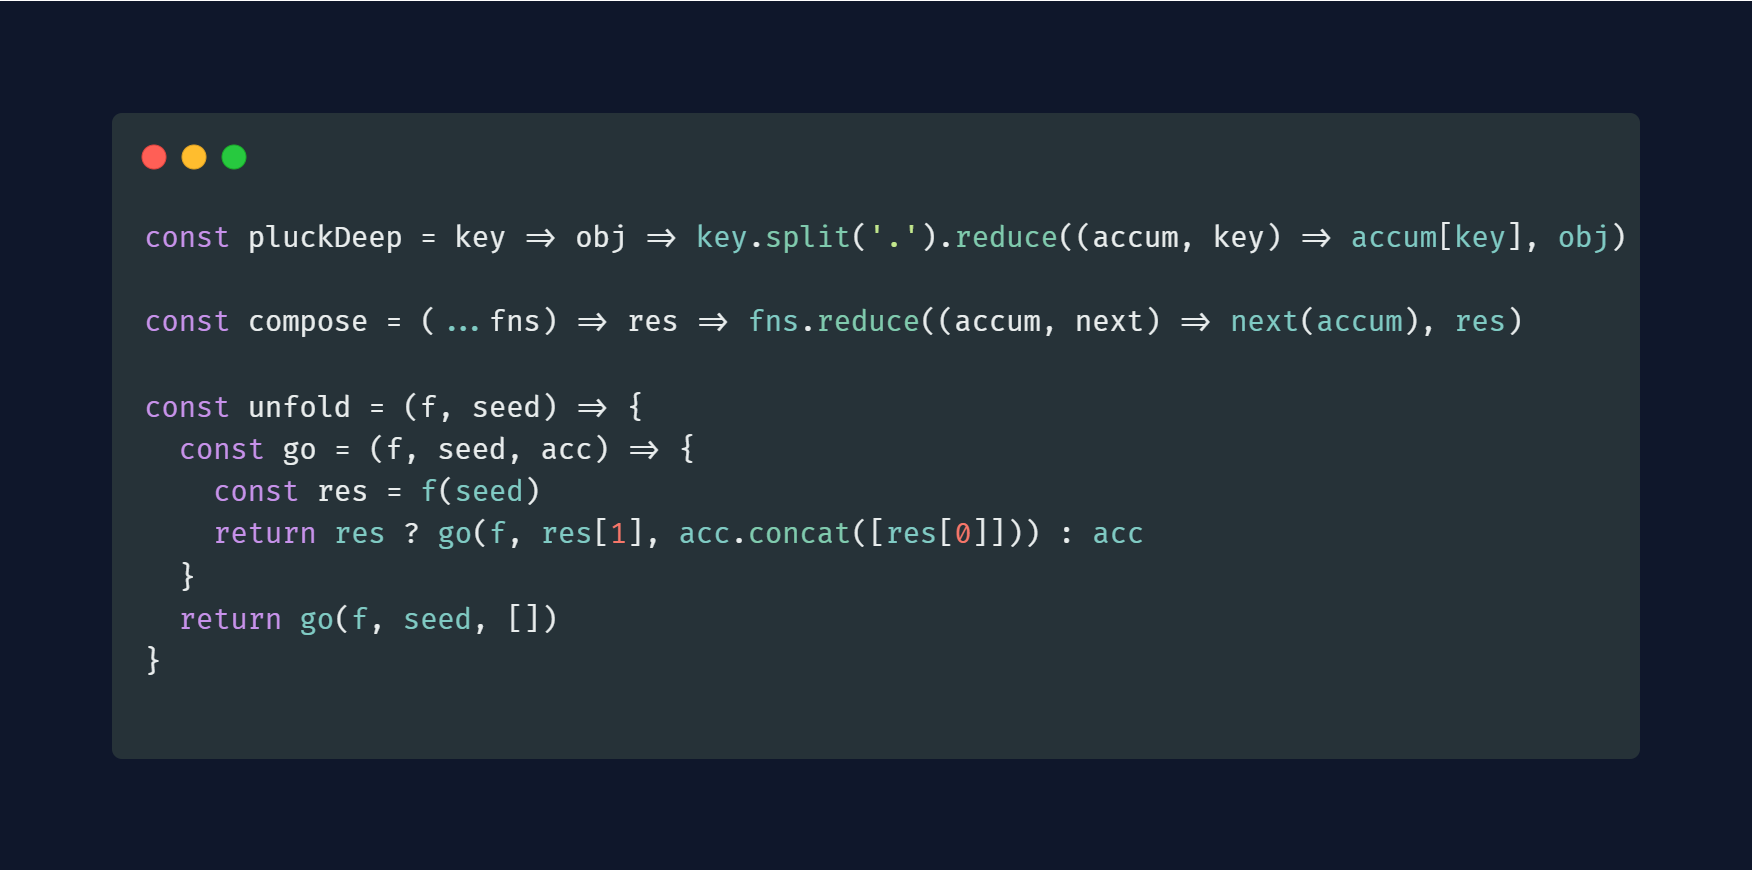 const pluckDeep = key => obj => key.split('.').reduce((accum, key) => accum[key], obj)
const compose = (...fns) => res => fns.reduce((accum, next) => next(accum), res)
const unfold = (f, seed) => {
const go = (f, seed, acc) => {
const res = f(seed)
return res ? go(f, res[1], acc.concat([res[0]])) : acc
}
return go(f, seed, [])
}